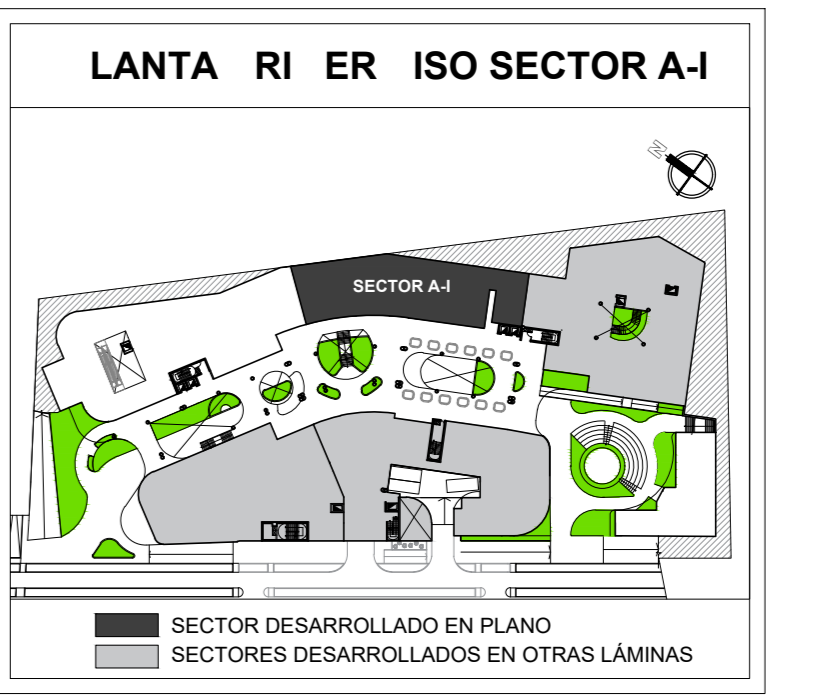 LANTA RI ER ISO SECTOR A-I
N
SECTOR A-I
SECTOR DESARROLLADO EN PLANO
SECTORES DESARROLLADOS EN OTRAS LÁMINAS